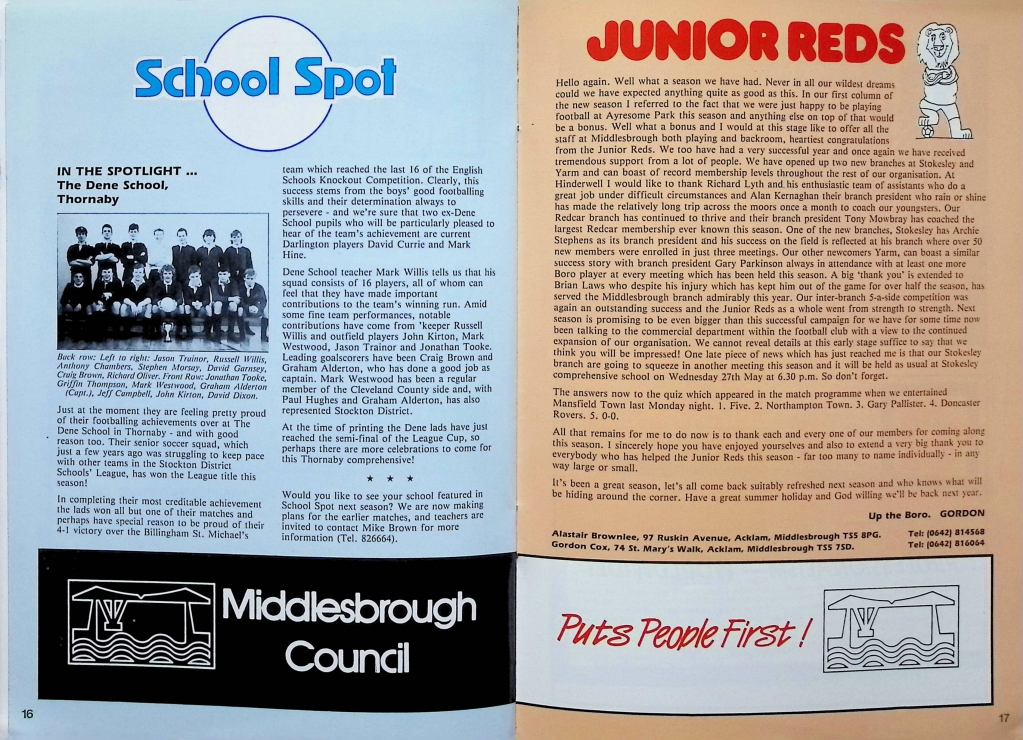 School Spot
IN THE SPOTLIGHT ...
The Dene School,
Thornaby
Back row: Left to right: Jason Trainor, Russell Willis,
Anthony Chambers, Stephen Morsay, David Garnsey,
Craig Brown, Richard Oliver. Front Row: Jonathan Tooke,
Griffin Thompson, Mark Westwood, Graham Alderton
(Capt.), Jeff Campbell, John Kirton, David Dixon.
Just at the moment they are feeling pretty proud
of their footballing achievements over at The
Dene School in Thornaby - and with good
reason too. Their senior soccer squad, which
just a few years ago was struggling to keep pace
with other teams in the Stockton District
Schools' League, has won the League title this
season!
In completing their most creditable achievement
the lads won all but one of their matches and
perhaps have special reason to be proud of their
4-1 victory over the Billingham St. Michael's
team which reached the last 16 of the English
Schools Knockout Competition. Clearly, this
success stems from the boys' good footballing
skills and their determination always to
persevere - and we're sure that two ex-Dene
School pupils who will be particularly pleased to
hear of the team's achievement are current
Darlington players David Currie and Mark
Hine.
Dene School teacher Mark Willis tells us that his
squad consists of 16 players, all of whom can
feel that they have made important
contributions to the team's winning run. Amid
some fine team performances, notable
contributions have come from 'keeper Russell
Willis and outfield players John Kirton, Mark
Westwood, Jason Trainor and Jonathan Tooke.
Leading goalscorers have been Craig Brown and
Graham Alderton, who has done a good job as
captain. Mark Westwood has been a regular
member of the Cleveland County side and, with
Paul Hughes and Graham Alderton, has also
represented Stockton District.
At the time of printing the Dene lads have just
reached the semi-final of the League Cup, so
perhaps there are more celebrations to come for
this Thornaby comprehensive!
★ ★ ★
Would you like to see your school featured in
School Spot next season? We are now making
plans for the earlier matches, and teachers are
invited to contact Mike Brown for more
information (Tel. 826664).
Middlesbrough
Council
16
JUNIOR REDS
Hello again. Well what a season we have had. Never in all our wildest dreams
could we have expected anything quite as good as this. In our first column of
the new season I referred to the fact that we were just happy to be playing
football at Ayresome Park this season and anything else on top of that would
be a bonus. Well what a bonus and I would at this stage like to offer all the
staff at Middlesbrough both playing and backroom, heartiest congratulations
from the Junior Reds. We too have had a very successful year and once again we have received
tremendous support from a lot of people. We have opened up two new branches at Stokesley and
Yarm and can boast of record membership levels throughout the rest of our organisation. At
Hinderwell I would like to thank Richard Lyth and his enthusiastic team of assistants who do a
great job under difficult circumstances and Alan Kernaghan their branch president who rain or shine
has made the relatively long trip across the moors once a month to coach our youngsters. Our
Redcar branch has continued to thrive and their branch president Tony Mowbray has coached the
largest Redcar membership ever known this season. One of the new branches, Stokesley has Archie
Stephens as its branch president and his success on the field is reflected at his branch where over 50
new members were enrolled in just three meetings. Our other newcomers Yarm, can boast a similar
success story with branch president Gary Parkinson always in attendance with at least one more
Boro player at every meeting which has been held this season. A big 'thank you' is extended to
Brian Laws who despite his injury which has kept him out of the game for over half the season, has
served the Middlesbrough branch admirably this year. Our inter-branch 5-a-side competition was
again an outstanding success and the Junior Reds as a whole went from strength to strength. Next
season is promising to be even bigger than this successful campaign for we have for some time now
been talking to the commercial department within the football club with a view to the continued
expansion of our organisation. We cannot reveal details at this early stage suffice to say that we
think you will be impressed! One late piece of news which has just reached me is that our Stokesley
branch are going to squeeze in another meeting this season and it will be held as usual at Stokesley
comprehensive school on Wednesday 27th May at 6.30 p.m. So don't forget.
The answers now to the quiz which appeared in the match programme when we entertained
Mansfield Town last Monday night. 1. Five. 2. Northampton Town. 3. Gary Pallister. 4. Doncaster
Rovers. 5. 0-0.
All that remains for me to do now is to thank each and every one of our members for coming along
this season. I sincerely hope you have enjoyed yourselves and also to extend a very big thank you to
everybody who has helped the Junior Reds this season - far too many to name individually - in any
way large or small.
It's been a great season, let's all come back suitably refreshed next season and who knows what will
be hiding around the corner. Have a great summer holiday and God willing we'll be back next year.
Up the Boro. GORDON
Alastair Brownlee, 97 Ruskin Avenue, Acklam, Middlesbrough TS5 8PG. Tel: (0642) 814568
Gordon Cox, 74 St. Mary's Walk, Acklam, Middlesbrough TS5 7SD. Tel: (0642) 816064
Puts People First!
17